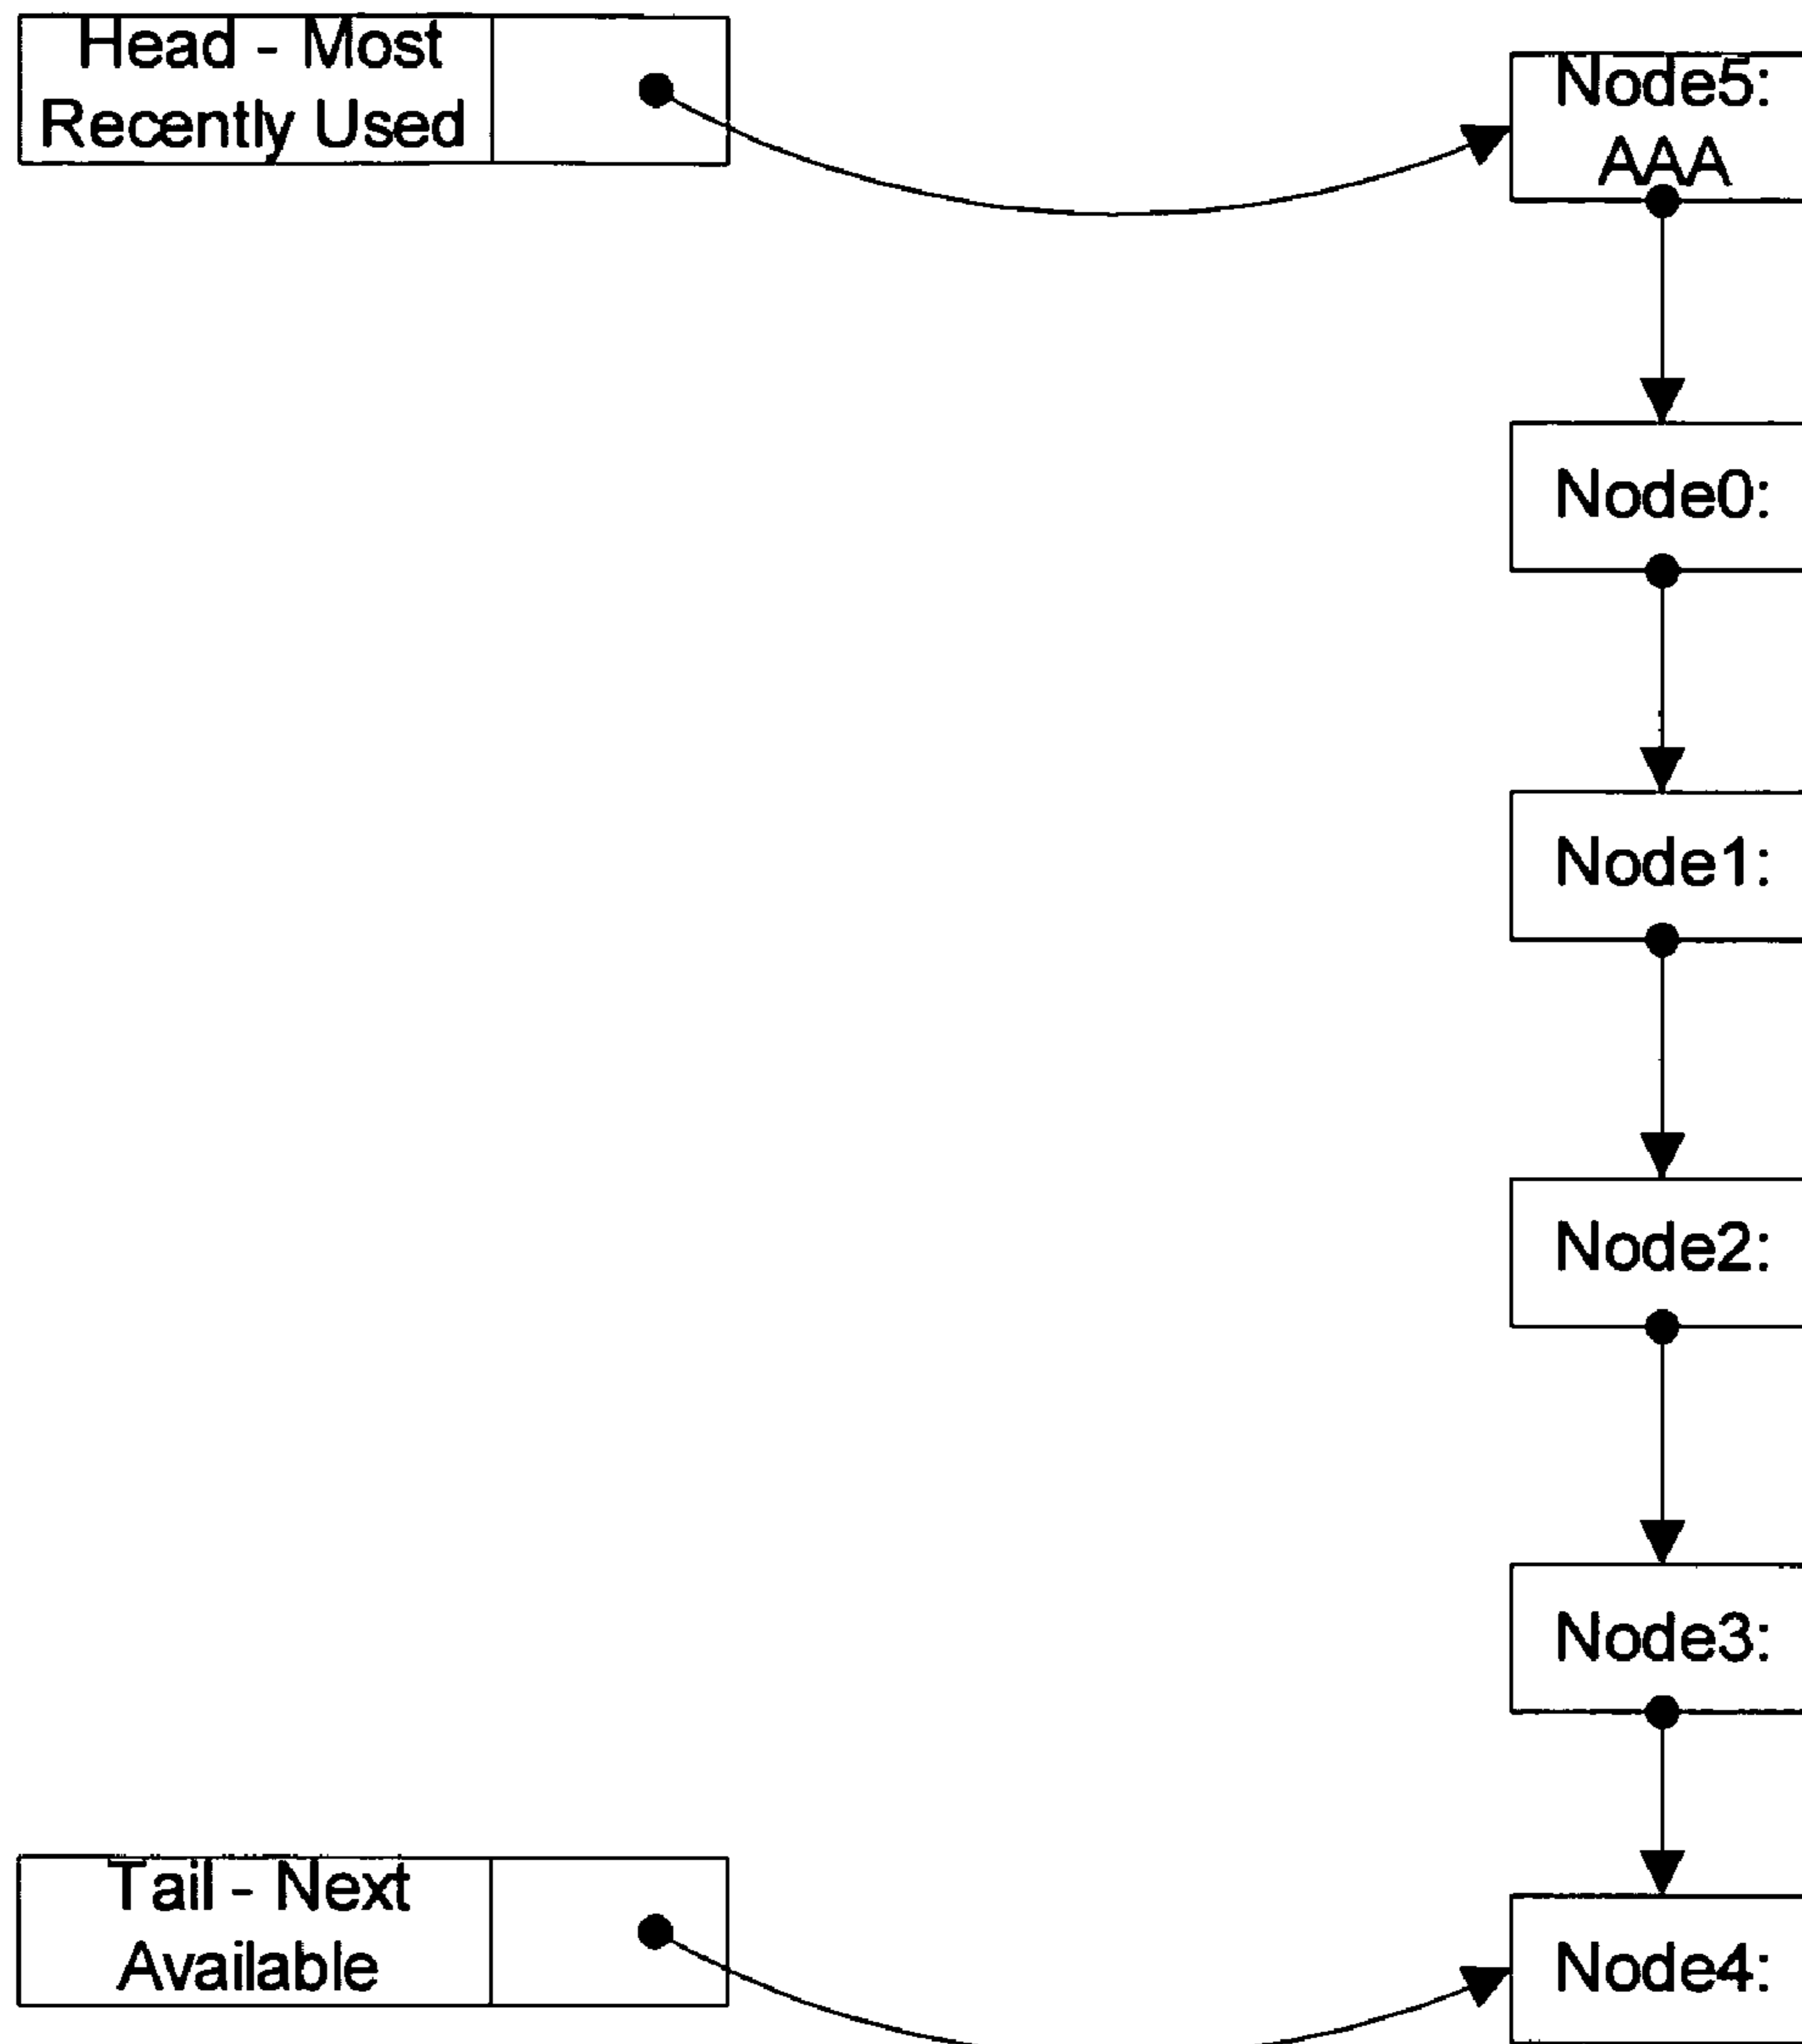 Head - Most
Recently Used
Node5:
AAA
Node0:
Node1:
Node2:
Node3:
Tail - Next
Available
Node4: